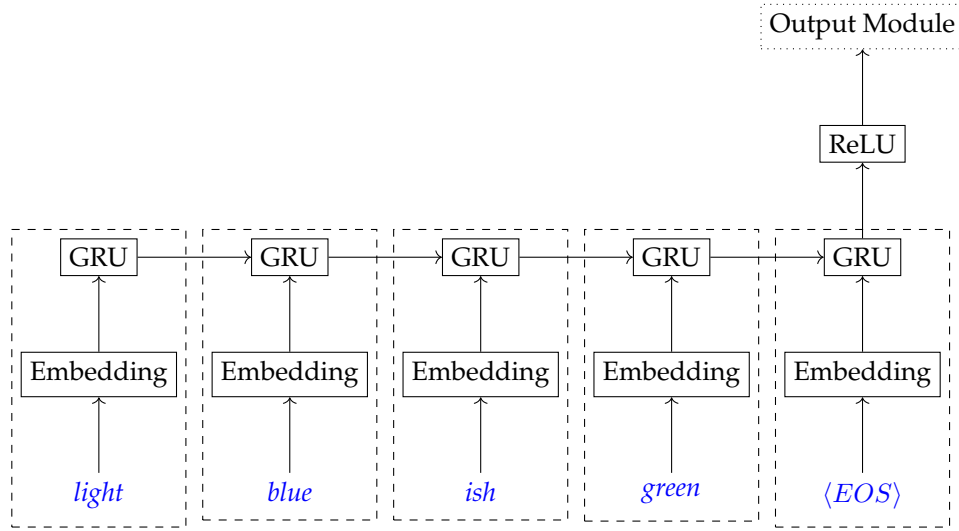 Output Module
ReLU
GRU GRU GRU GRU GRU
Embedding Embedding Embedding Embedding Embedding
light blue ish green ⟨EOS⟩